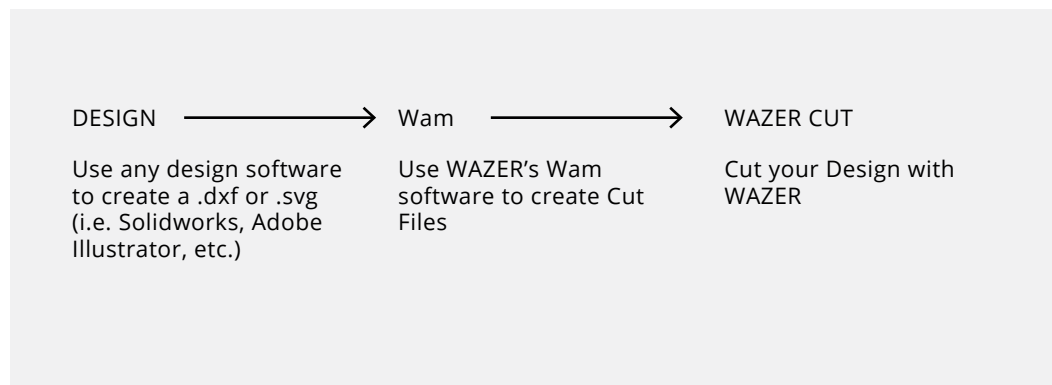 DESIGN
Wam
WAZER CUT
Use any design software
to create a .dxf or .svg
(i.e. Solidworks, Adobe
Illustrator, etc.)
Use WAZER’s Wam
software to create Cut
Files
Cut your Design with
WAZER